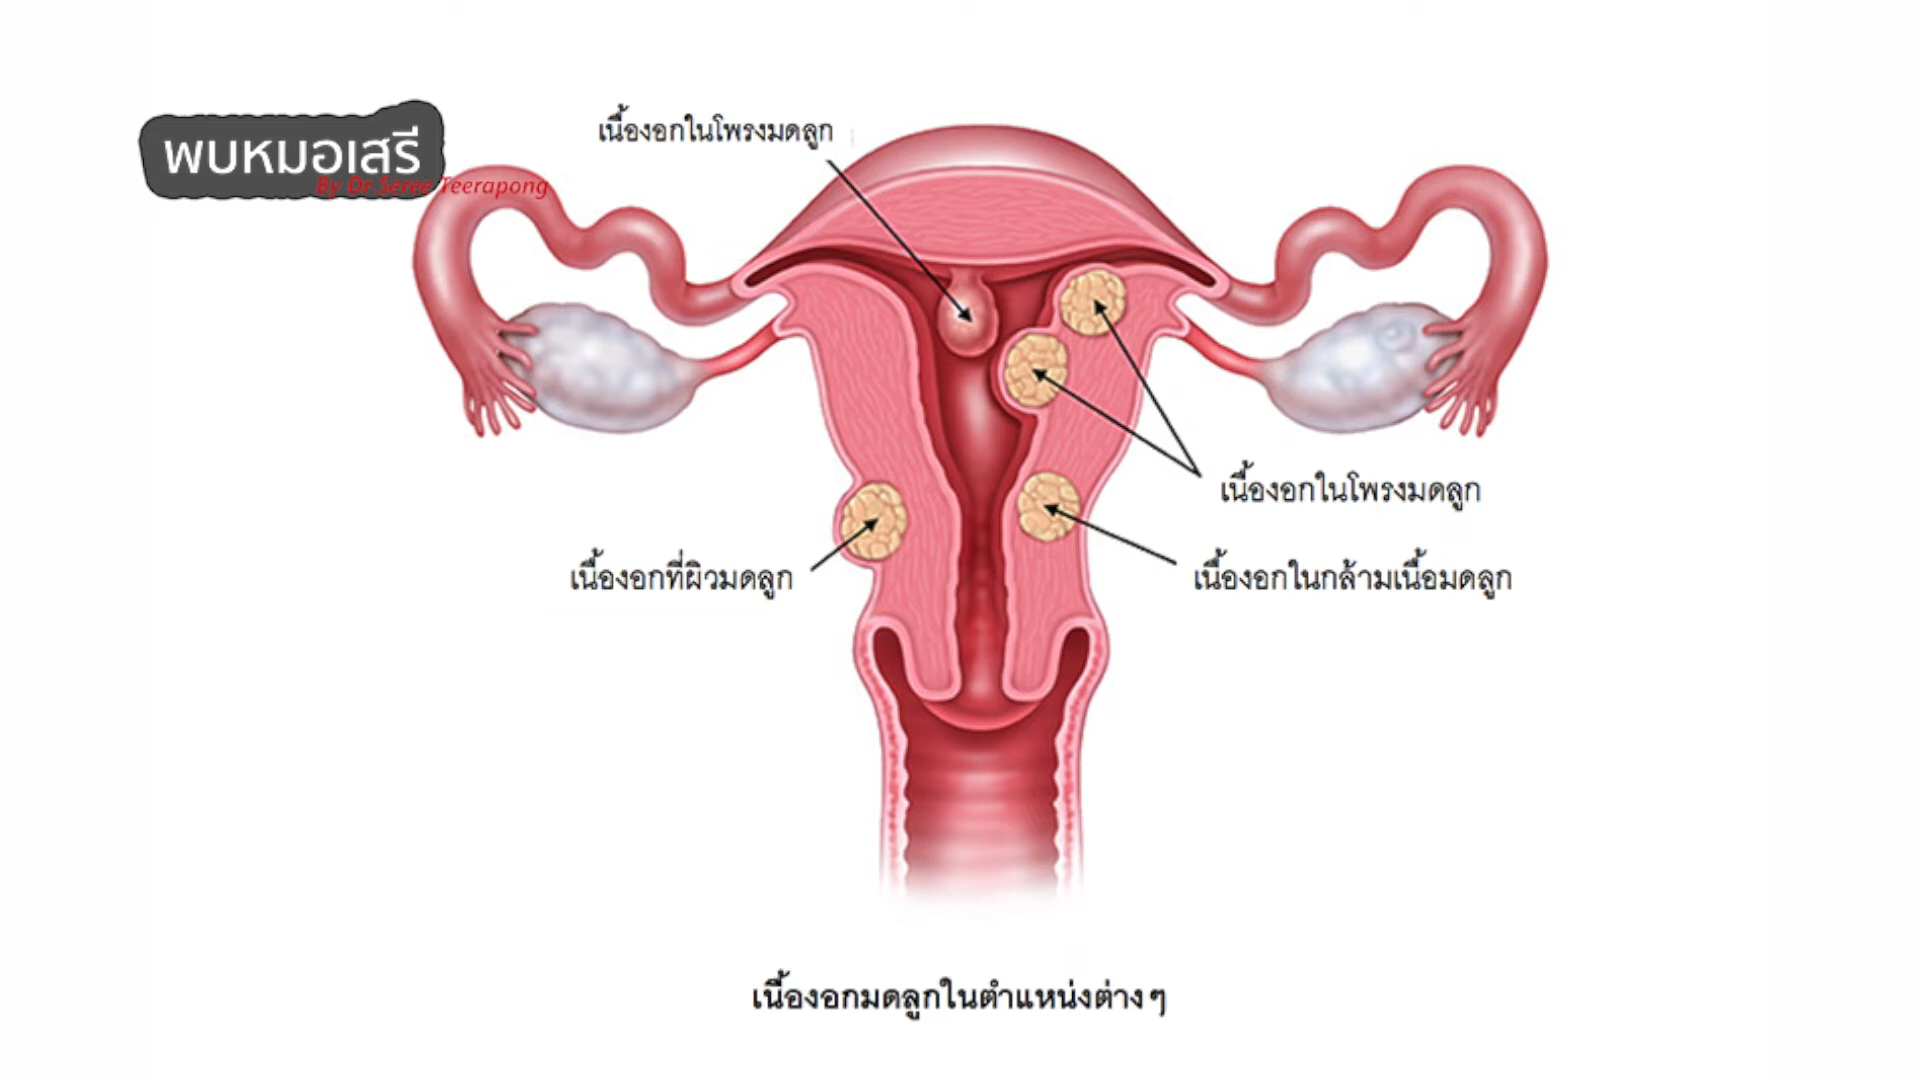 พบหมอเสรี
By Dr.Seree Teerapong
เนื้องอกในโพรงมดลูก
เนื้องอกในโพรงมดลูก
เนื้องอกที่ผิวมดลูก
เนื้องอกในกล้ามเนื้อมดลูก
เนื้องอกมดลูกในตำแหน่งต่างๆ